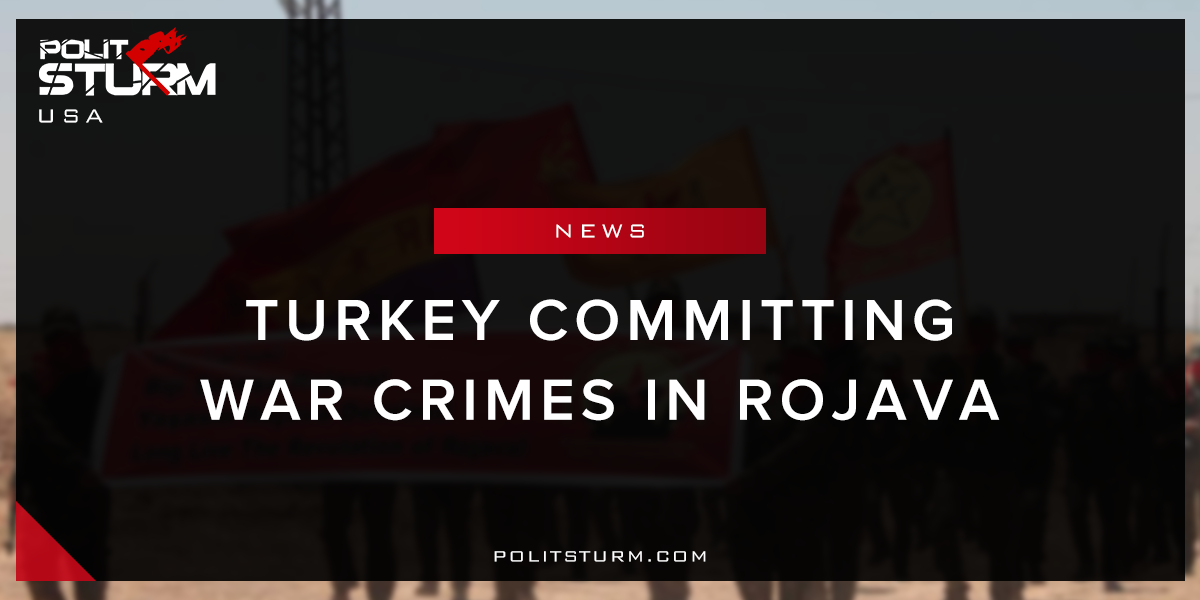 POLIT
STURM
USA
NEWS
TURKEY COMMITTING
WAR CRIMES IN ROJAVA
POLITSTURM.COM